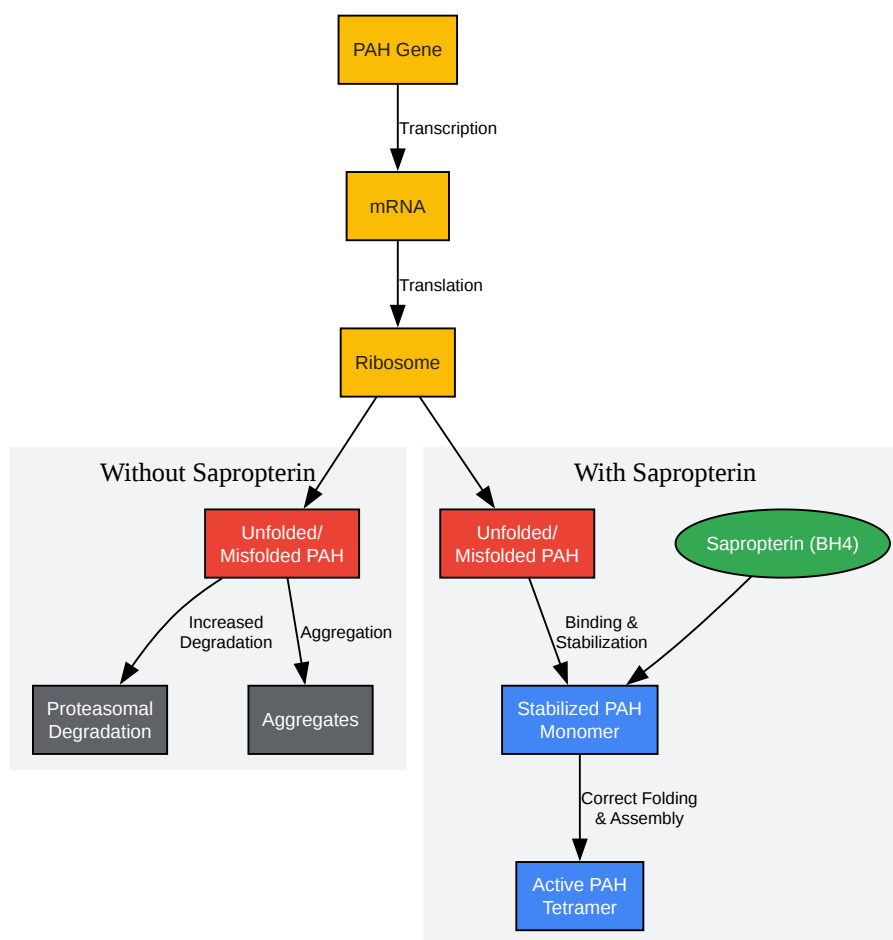 PAH Gene
Transcription
mRNA
Translation
Ribosome
Without Sapropterin
Unfolded/
Misfolded PAH
Increased
Degradation
Aggregation
Proteasomal
Degradation
Aggregates
With Sapropterin
Unfolded/
Misfolded PAH
Sapropterin (BH4)
Binding &
Stabilization
Stabilized PAH
Monomer
Correct Folding
& Assembly
Active PAH
Tetramer